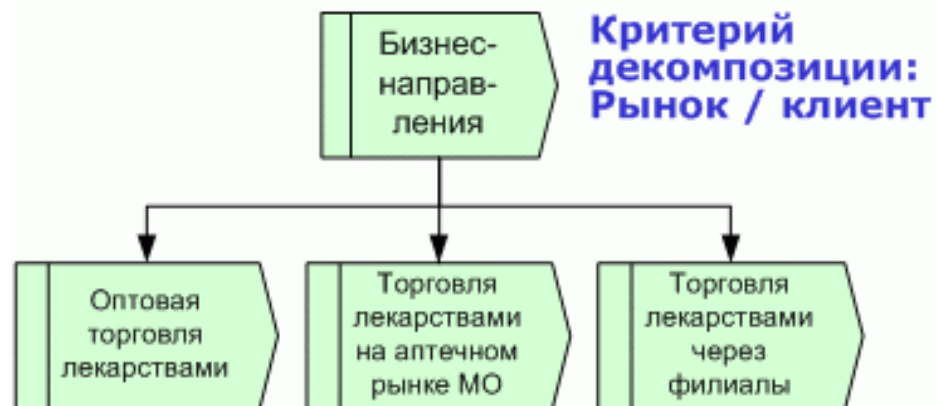 Бизнес-
направ-
ления
Критерий
декомпозиции:
Рынок / клиент
Оптовая
торговля
лекарствами
Торговля
лекарствами
на аптечном
рынке МО
Торговля
лекарствами
через
филиалы